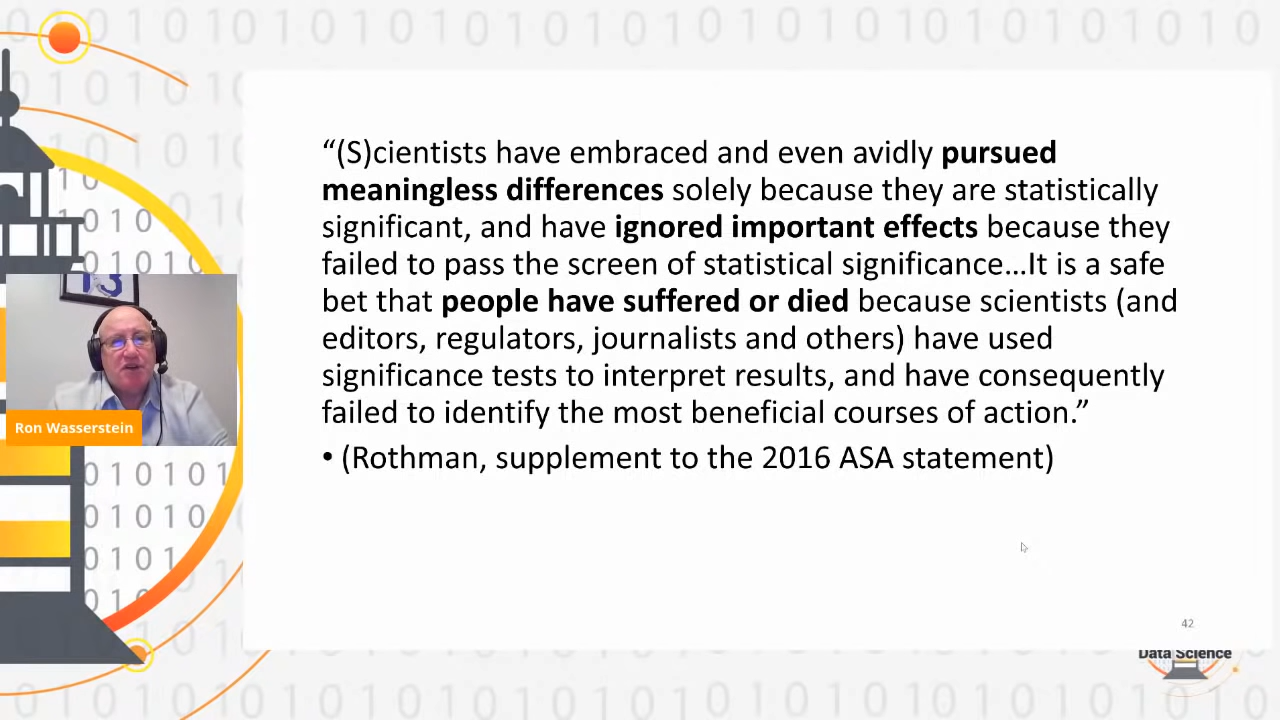 “(S)cientists have embraced and even avidly pursued
meaningless differences solely because they are statistically
significant, and have ignored important effects because they
failed to pass the screen of statistical significance…It is a safe
bet that people have suffered or died because scientists (and
editors, regulators, journalists and others) have used
significance tests to interpret results, and have consequently
failed to identify the most beneficial courses of action.”
• (Rothman, supplement to the 2016 ASA statement)
13
Ron Wasserstein
42
Data Science